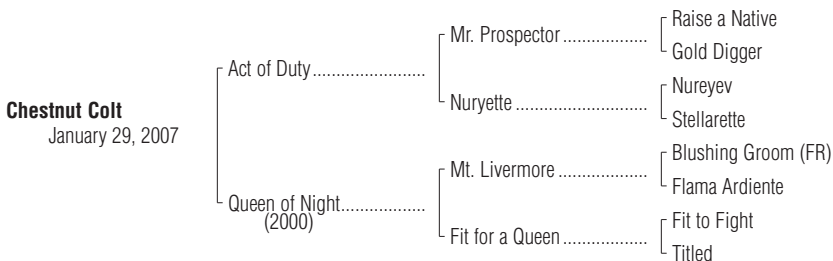 Raise a Native
Mr. Prospector
Gold Digger
Act of Duty
Nureyev
Nuryette
Stellarette
Chestnut Colt
January 29, 2007
Blushing Groom (FR)
Mt. Livermore
Flama Ardiente
Queen of Night
(2000)
Fit to Fight
Fit for a Queen
Titled